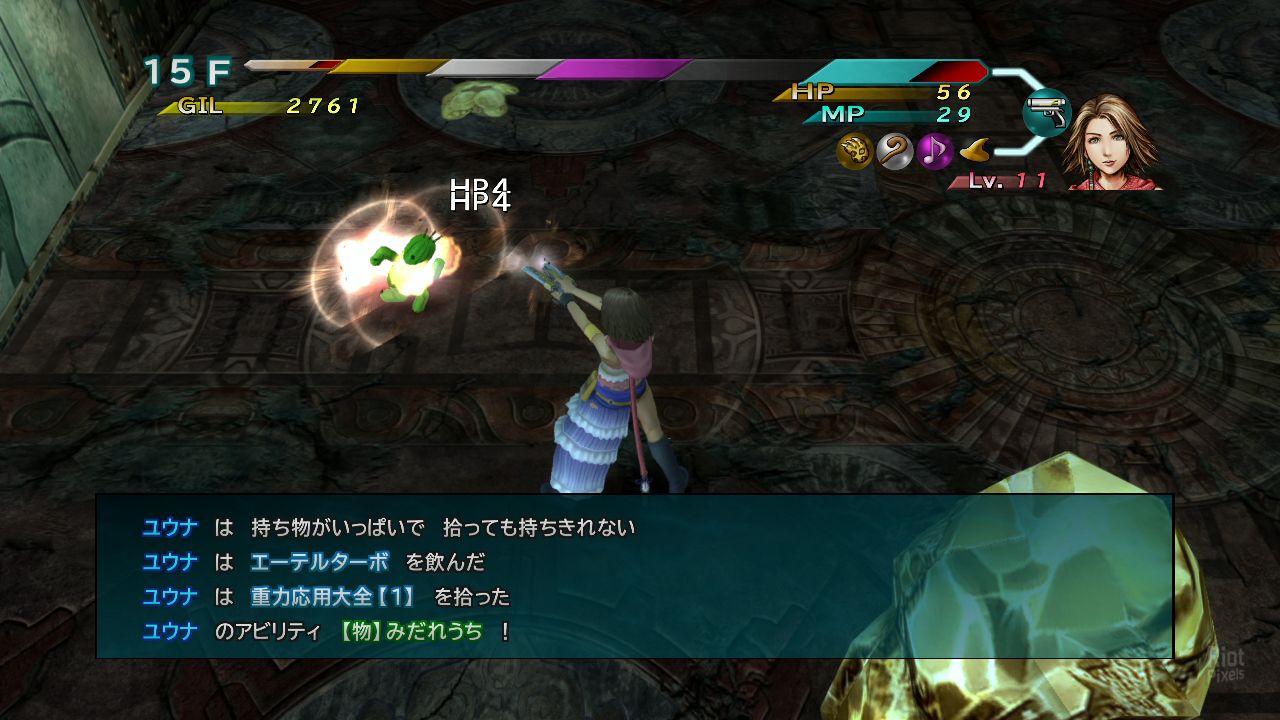 15 F
GIL 2761
HP 56
MP 29
Lv. 11
HP4
HP4
ユウナ は 持ち物がいっぱいで 拾っても持ちきれない
ユウナ は エーテルターボ を飲んだ
ユウナ は 重力応用大全【1】 を拾った
ユウナ のアビリティ 【物】みだれうち !
Riot
Pixels